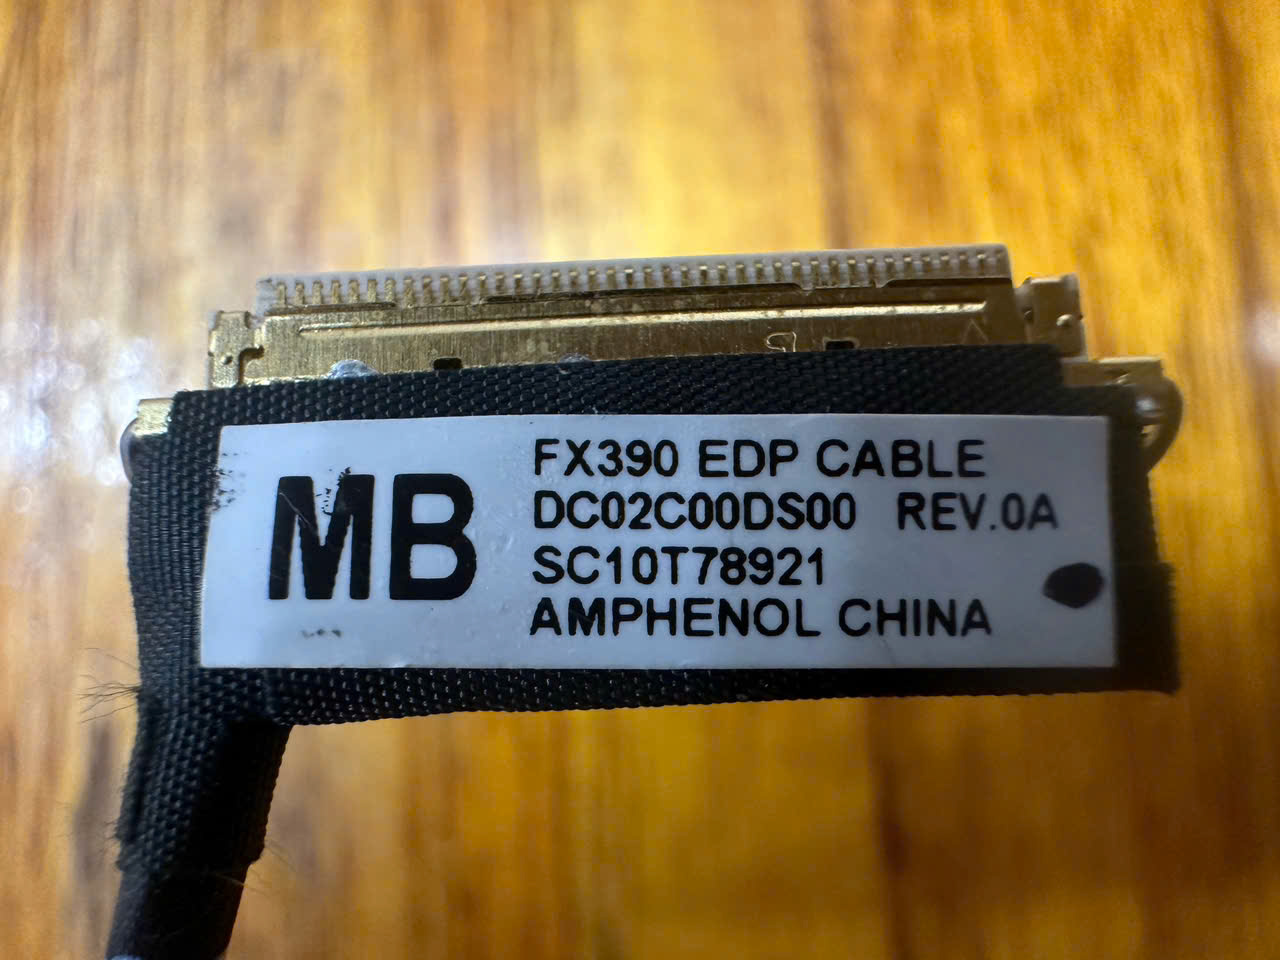 MB
FX390 EDP CABLE
DC02C00DS00 REV.0A
SC10T78921
AMPHENOL CHINA